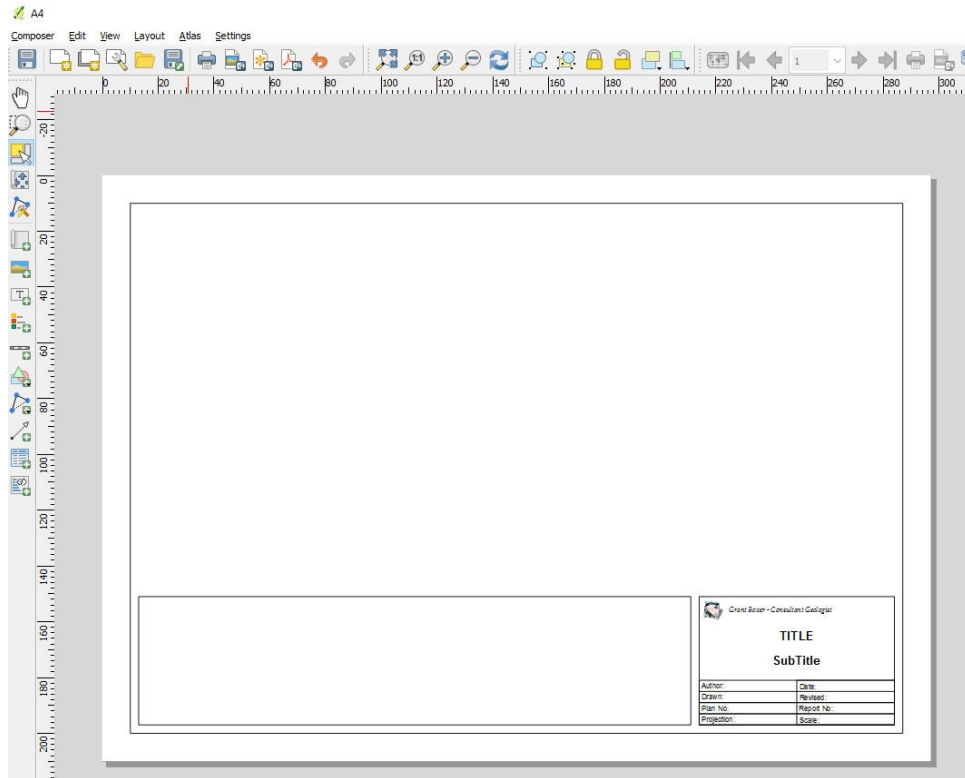 A4
Composer Edit View Layout Atlas Settings
1:1 1
0 20 40 60 80 100 120 140 160 180 200 220 240 260 280 300
-20
0
20
40
60
80
100
120
140
160
180
200
Grant Boxer - Consultant Geologist
TITLE
SubTitle
Author: Date:
Drawn: Revised:
Plan No: Report No:
Projection: Scale: